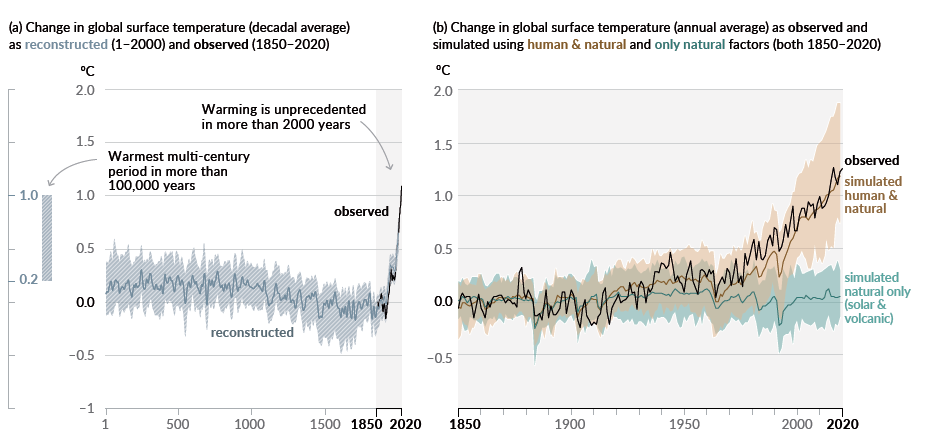 (a) Change in global surface temperature (decadal average)
as reconstructed (1–2000) and observed (1850–2020)
°C
2.0
1.5
1.0
0.5
0.0
−0.5
−1
Warming is unprecedented
in more than 2000 years
Warmest multi-century
period in more than
100,000 years
1.0
0.2
observed
reconstructed
1
500
1000
1500
1850
2020
(b) Change in global surface temperature (annual average) as observed and
simulated using human & natural and only natural factors (both 1850–2020)
°C
2.0
1.5
1.0
0.5
0.0
−0.5
observed
simulated
human &
natural
simulated
natural only
(solar &
volcanic)
1850
1900
1950
2000
2020